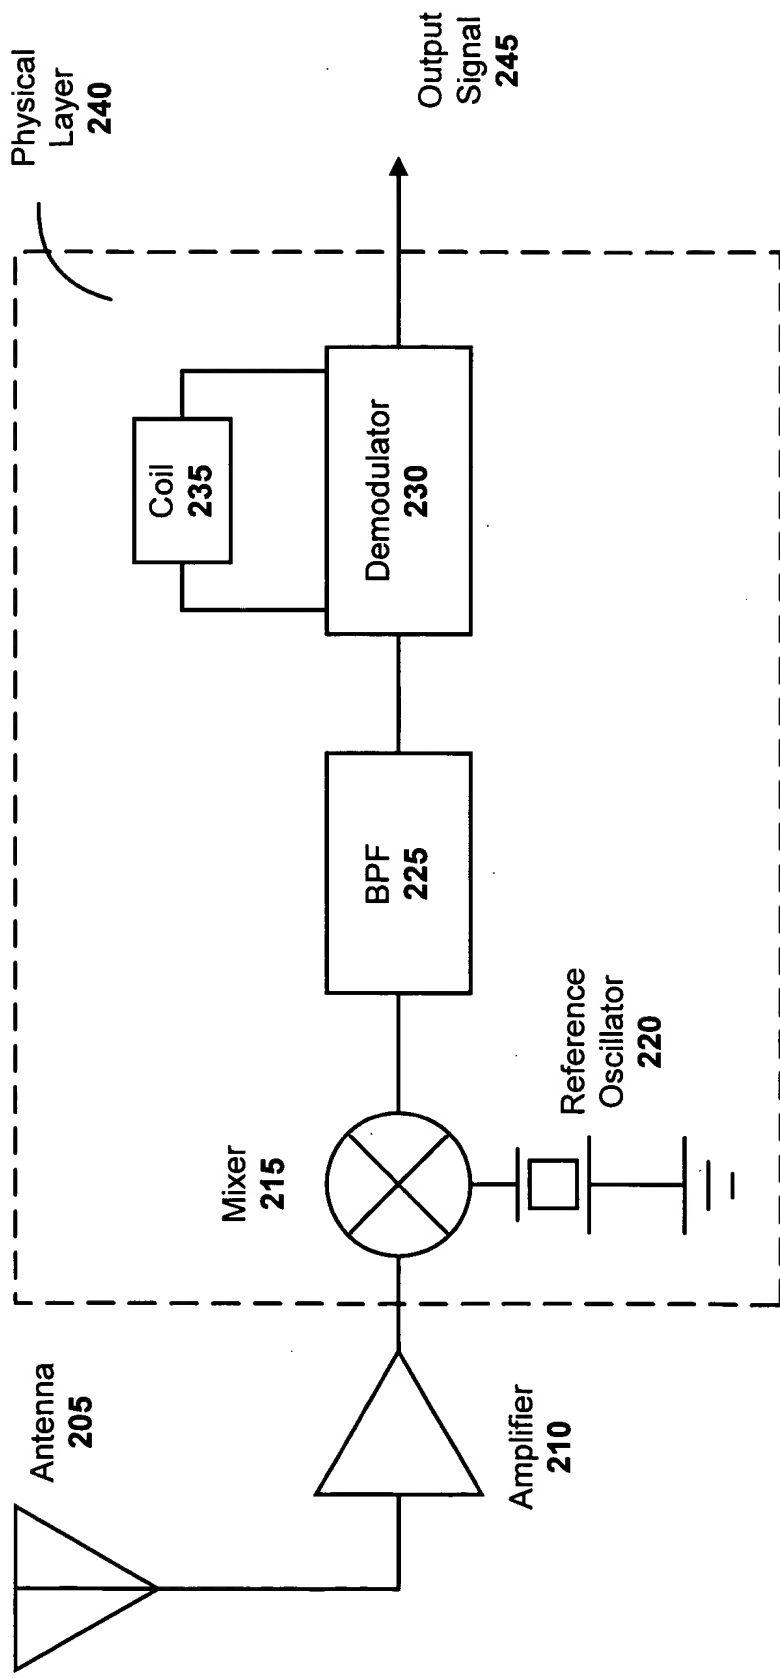 Antenna
205
Amplifier
210
Mixer
215
Reference
Oscillator
220
BPF
225
Demodulator
230
Coil
235
Physical
Layer
240
Output
Signal
245